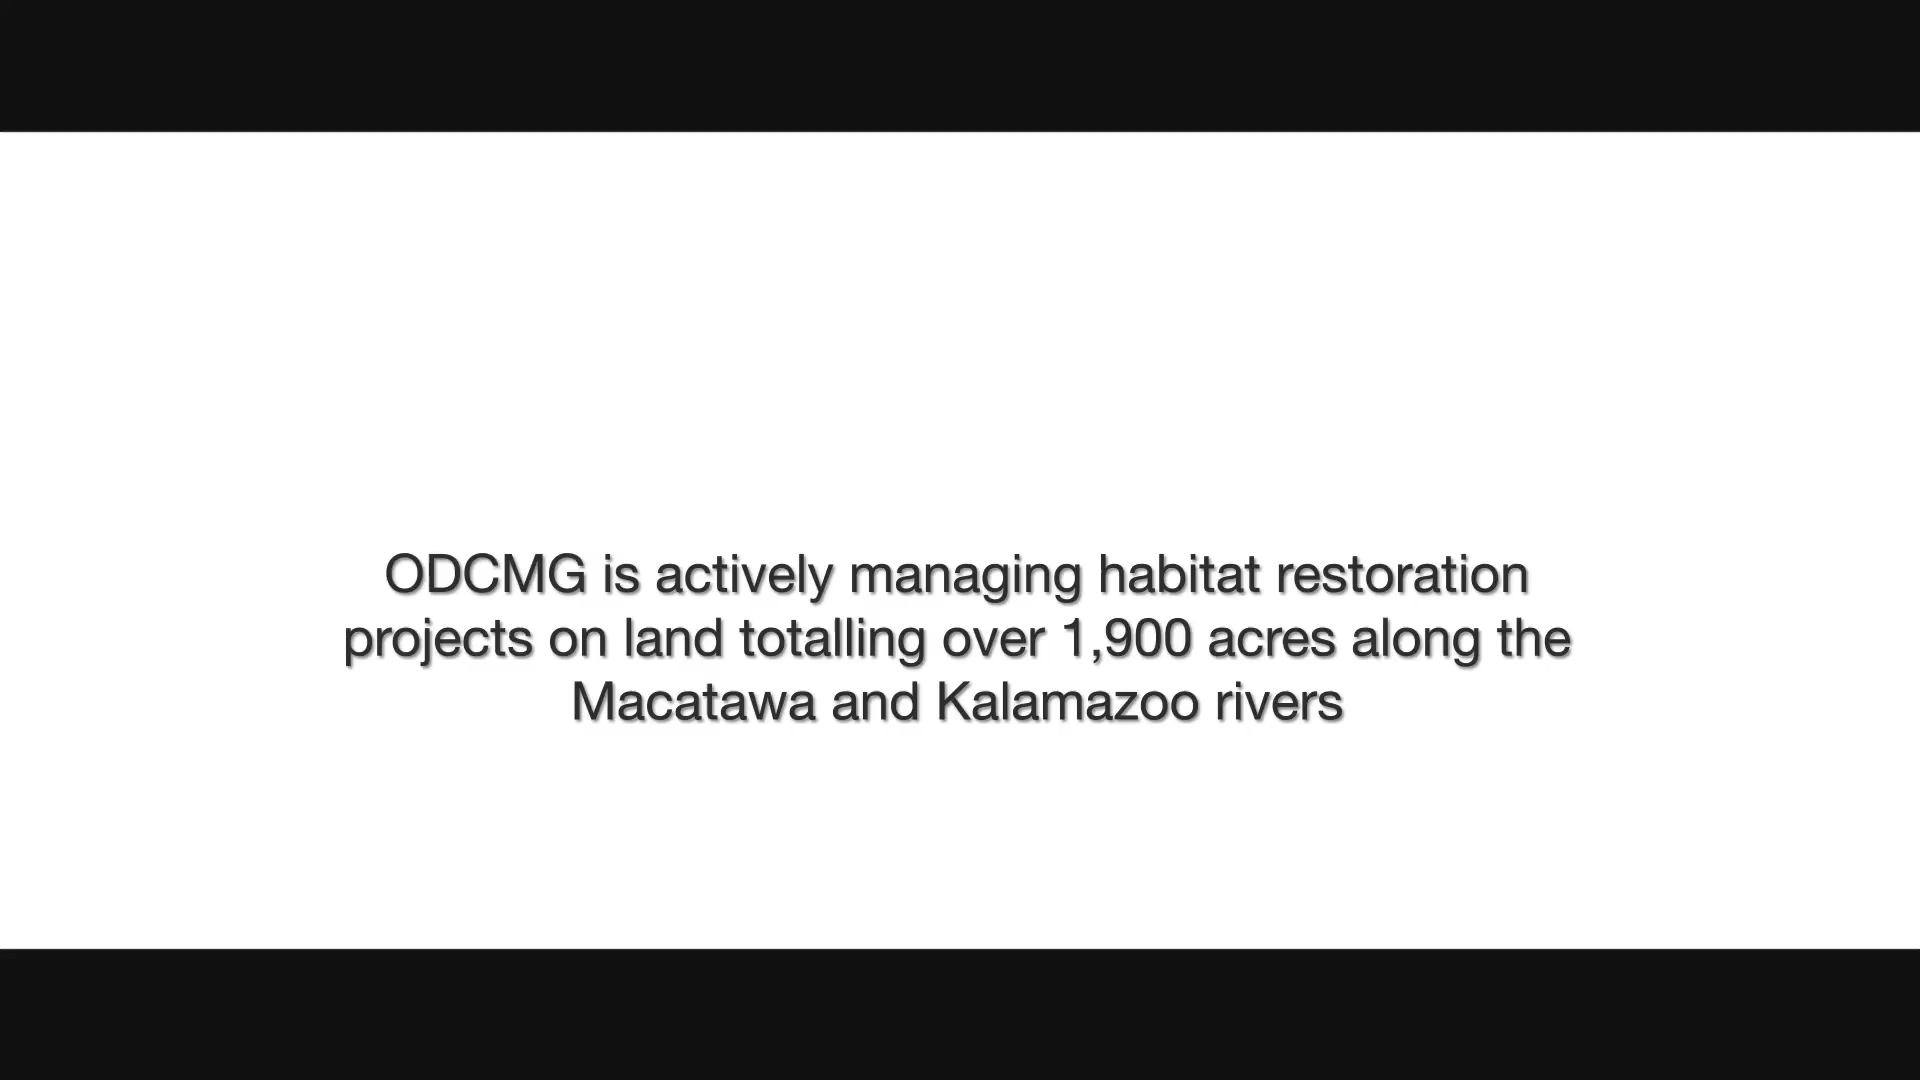 ODCMG is actively managing habitat restoration
projects on land totalling over 1,900 acres along the
Macatawa and Kalamazoo rivers